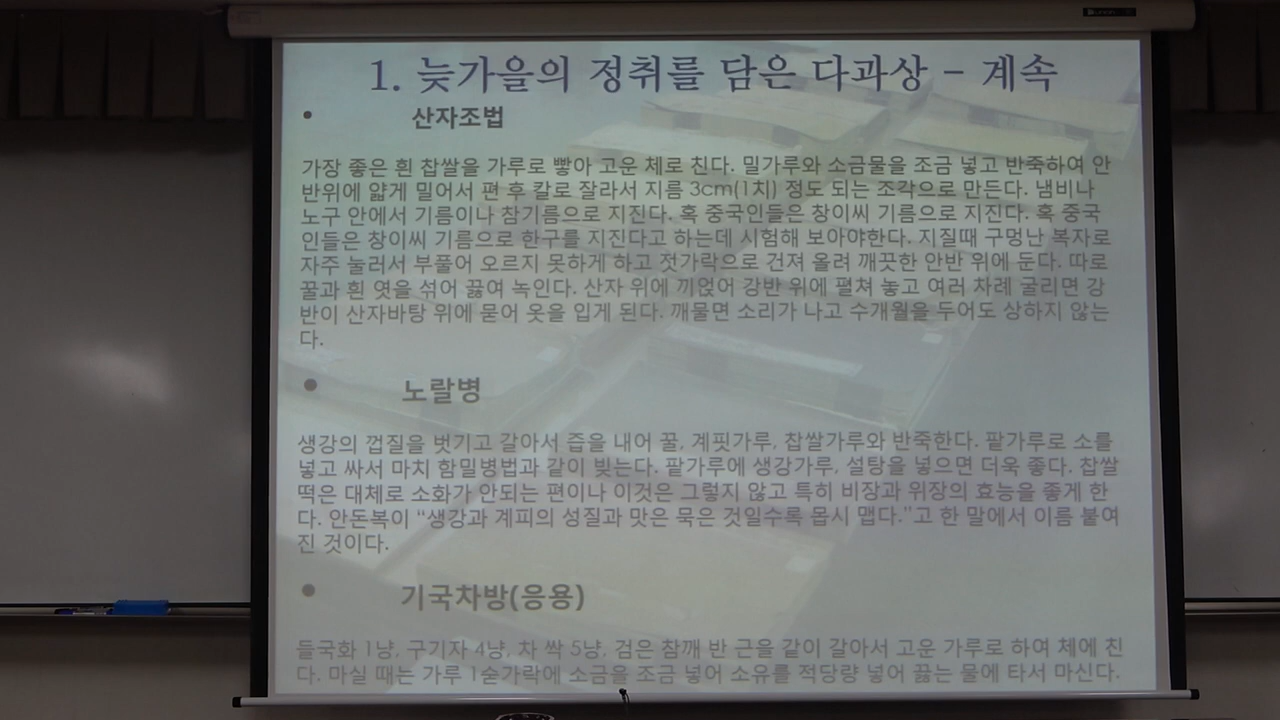 1. 늦가을의 정취를 담은 다과상 - 계속
• 산자조법
가장 좋은 흰 찹쌀을 가루로 빻아 고운 체로 친다. 밀가루와 소금물을 조금 넣고 반죽하여 안
반위에 얇게 밀어서 편 후 칼로 잘라서 지름 3cm(1치) 정도 되는 조각으로 만든다. 냄비나
노구 안에서 기름이나 참기름으로 지진다. 혹 중국인들은 창이씨 기름으로 지진다. 혹 중국
인들은 창이씨 기름으로 한구를 지진다고 하는데 시험해 보아야한다. 지질때 구멍난 복자로
자주 눌러서 부풀어 오르지 못하게 하고 젓가락으로 건져 올려 깨끗한 안반 위에 둔다. 따로
꿀과 흰 엿을 섞어 끓여 녹인다. 산자 위에 끼얹어 강반 위에 펼쳐 놓고 여러 차례 굴리면 강
반이 산자바탕 위에 묻어 옷을 입게 된다. 깨물면 소리가 나고 수개월을 두어도 상하지 않는
다.
• 노랄병
생강의 껍질을 벗기고 갈아서 즙을 내어 꿀, 계핏가루, 찹쌀가루와 반죽한다. 팥가루로 소를
넣고 싸서 마치 함밀병법과 같이 빚는다. 팥가루에 생강가루, 설탕을 넣으면 더욱 좋다. 찹쌀
떡은 대체로 소화가 안되는 편이나 이것은 그렇지 않고 특히 비장과 위장의 효능을 좋게 한
다. 안돈복이 “생강과 계피의 성질과 맛은 묵은 것일수록 몹시 맵다.”고 한 말에서 이름 붙여
진 것이다.
• 기국차방(응용)
들국화 1냥, 구기자 4냥, 차 싹 5냥, 검은 참깨 반 근을 같이 갈아서 고운 가루로 하여 체에 친
다. 마실 때는 가루 1숟가락에 소금을 조금 넣어 소유를 적당량 넣어 끓는 물에 타서 마신다.